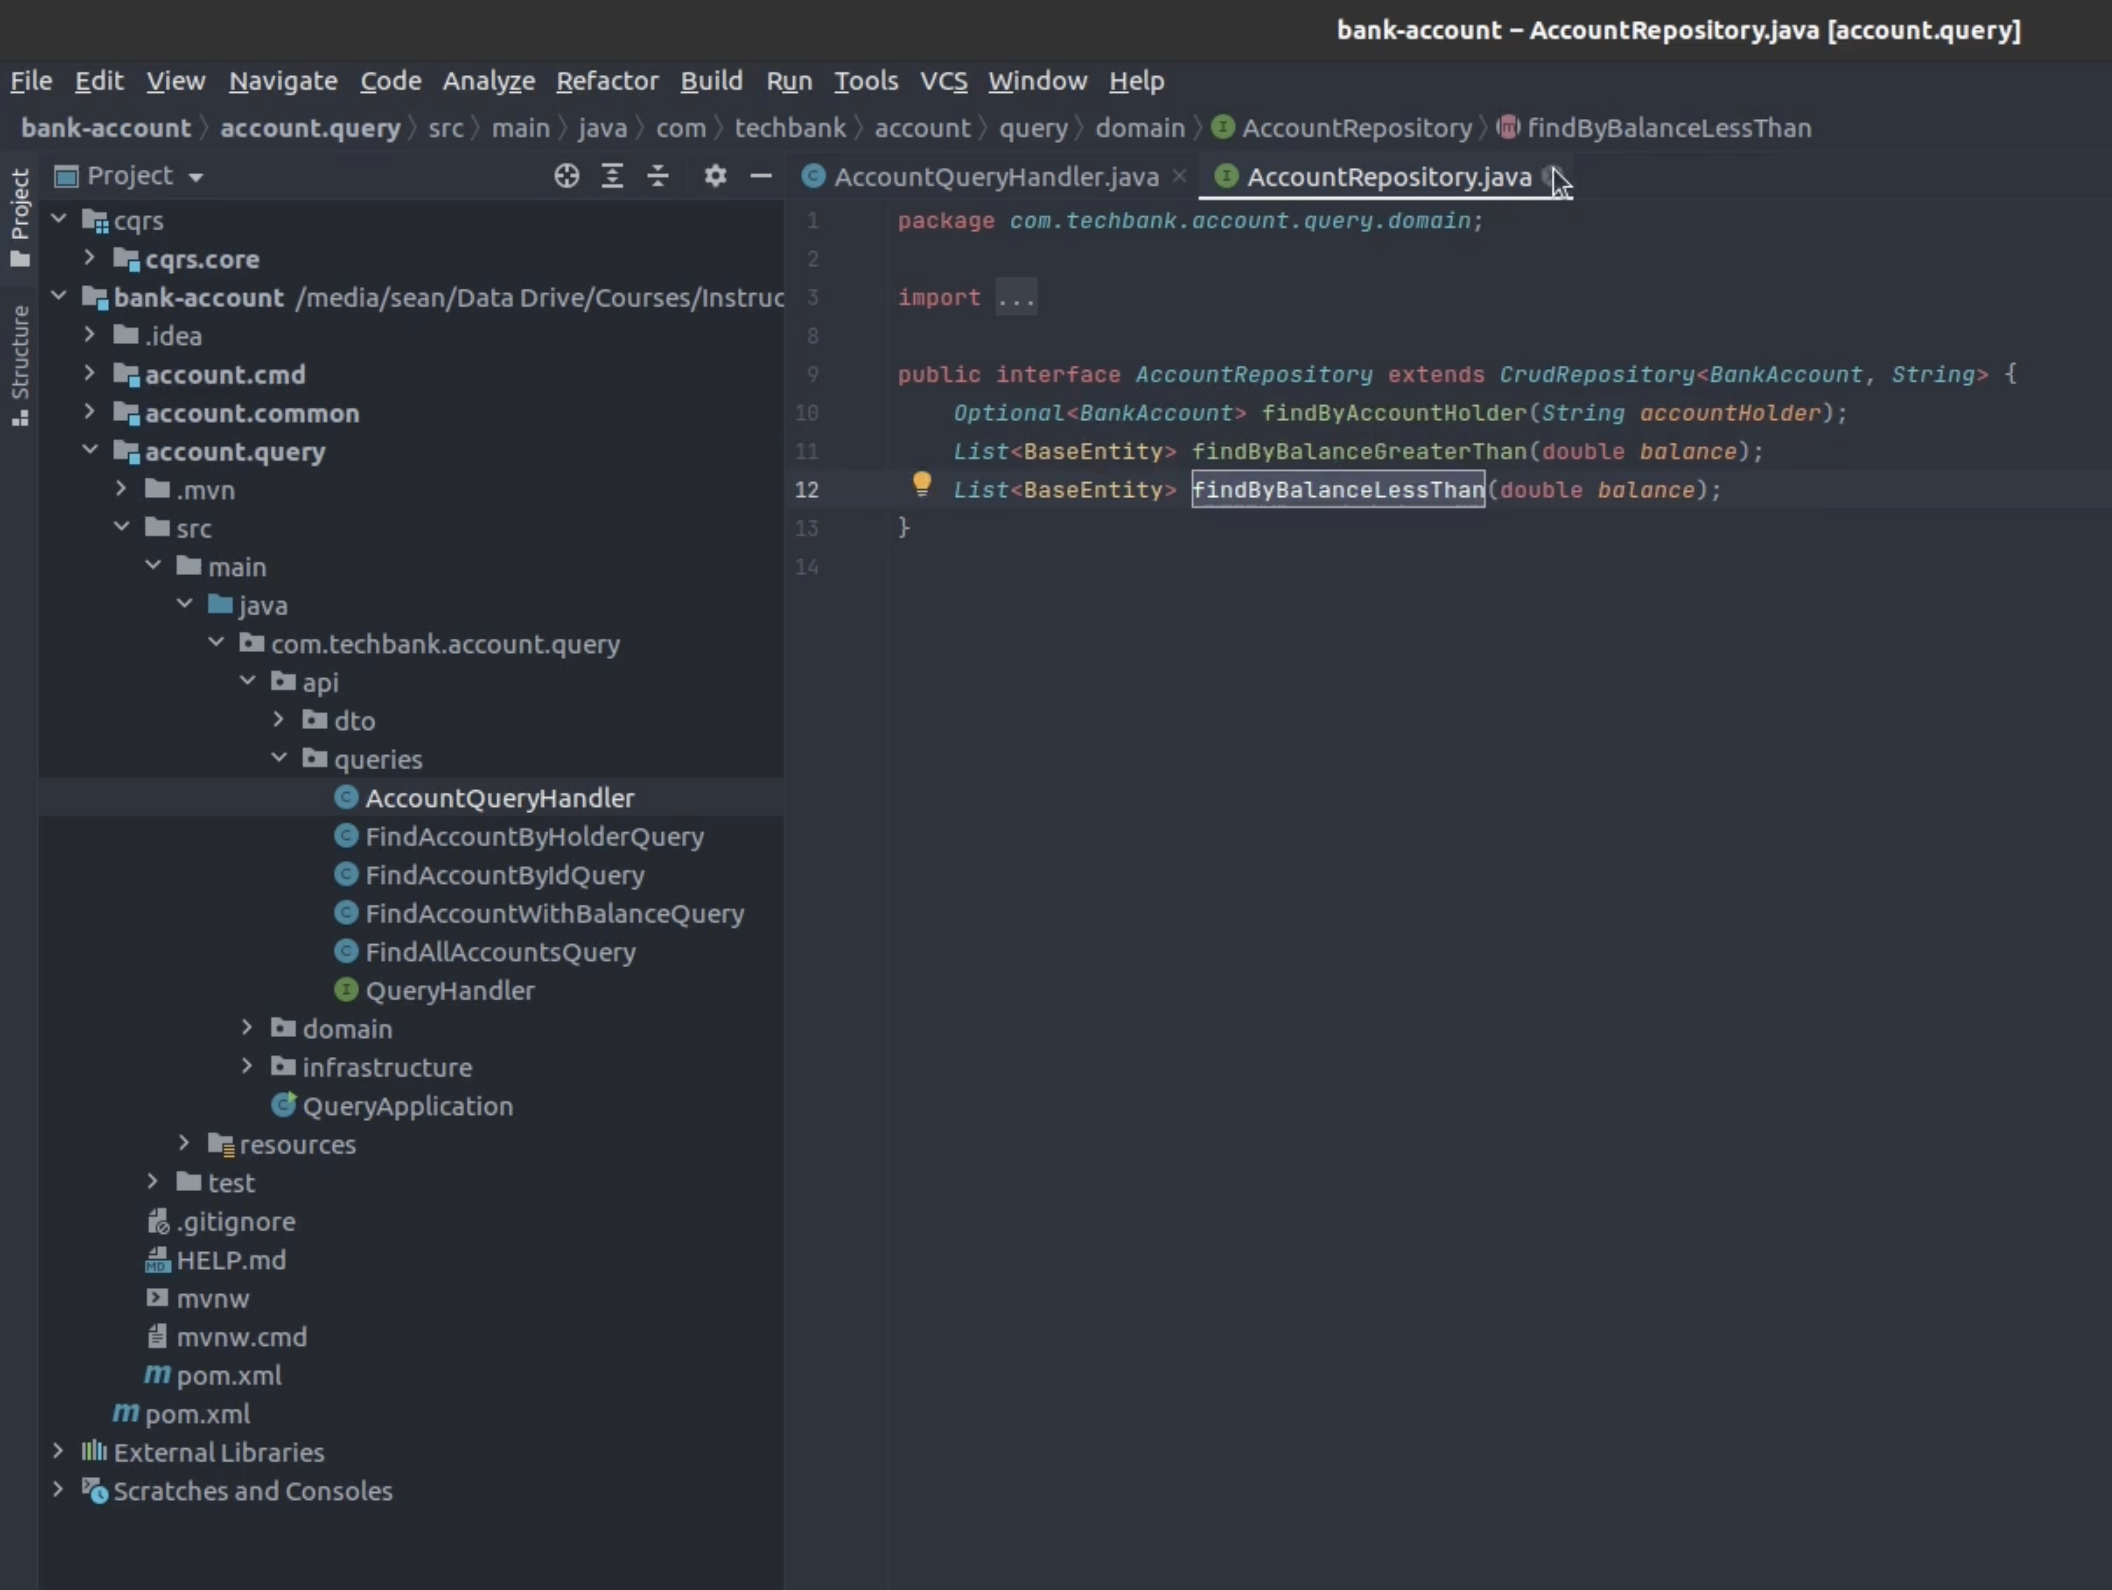 bank-account – AccountRepository.java [account.query]
File Edit View Navigate Code Analyze Refactor Build Run Tools VCS Window Help
bank-account account.query src main java com techbank account query domain AccountRepository findByBalanceLessThan
Project
Structure
Project
AccountQueryHandler.java AccountRepository.java
cqrs
cqrs.core
bank-account /media/sean/Data Drive/Courses/Instruc
.idea
account.cmd
account.common
account.query
.mvn
src
main
java
com.techbank.account.query
api
dto
queries
AccountQueryHandler
FindAccountByHolderQuery
FindAccountByIdQuery
FindAccountWithBalanceQuery
FindAllAccountsQuery
QueryHandler
domain
infrastructure
QueryApplication
resources
test
.gitignore
HELP.md
mvnw
mvnw.cmd
pom.xml
pom.xml
External Libraries
Scratches and Consoles
1 package com.techbank.account.query.domain;
2
3 import ...
8
9 public interface AccountRepository extends CrudRepository<BankAccount, String> {
10 Optional<BankAccount> findByAccountHolder(String accountHolder);
11 List<BaseEntity> findByBalanceGreaterThan(double balance);
12 List<BaseEntity> findByBalanceLessThan(double balance);
13 }
14